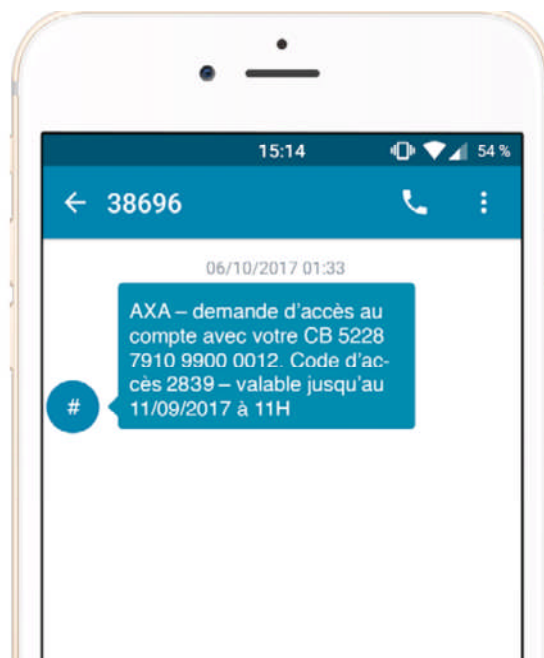 15:14 54 %
38696
06/10/2017 01:33
AXA – demande d'accès au
compte avec votre CB 5228
7910 9900 0012. Code d'ac-
cès 2839 – valable jusqu'au
11/09/2017 à 11H
#